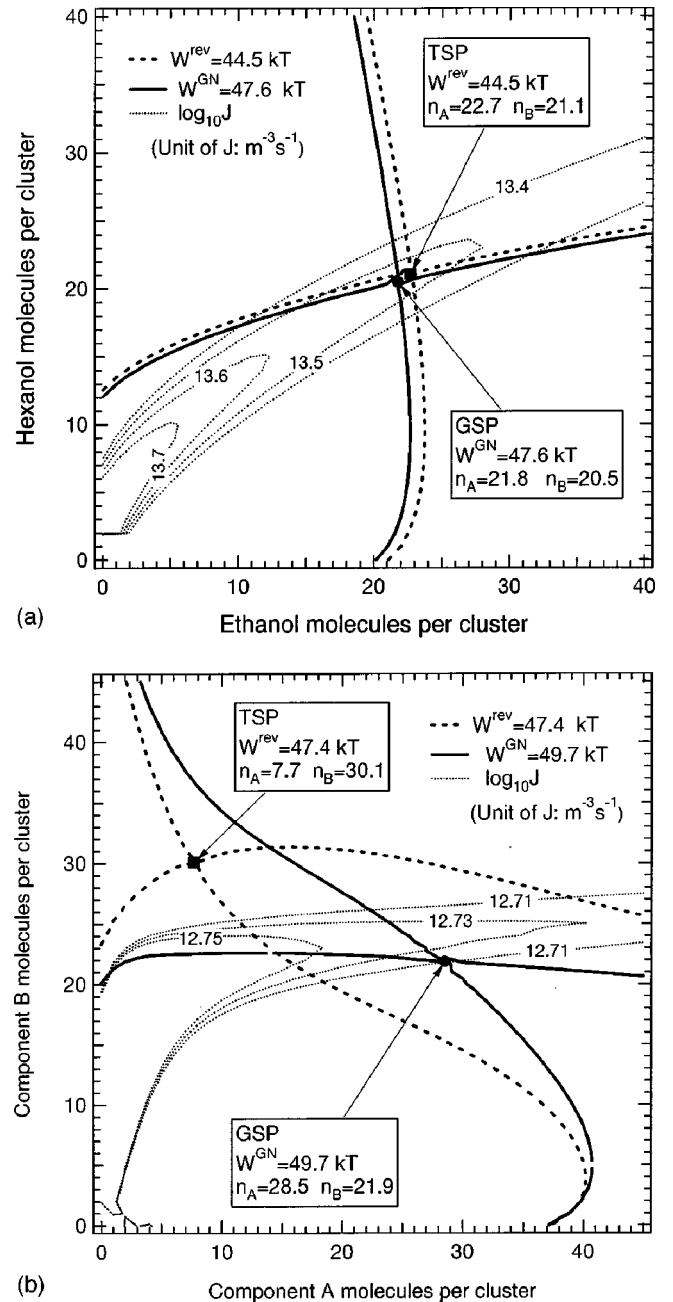 40
30
20
10
0
0
10
20
30
40
Hexanol molecules per cluster
Ethanol molecules per cluster
W^rev=44.5 kT
W^GN=47.6 kT
log₁₀J
(Unit of J: m⁻³s⁻¹)
TSP
W^rev=44.5 kT
n_A=22.7 n_B=21.1
13.4
13.5
13.6
13.7
GSP
W^GN=47.6 kT
n_A=21.8 n_B=20.5
(a)
40
30
20
10
0
0
10
20
30
40
Component B molecules per cluster
Component A molecules per cluster
TSP
W^rev=47.4 kT
n_A=7.7 n_B=30.1
W^rev=47.4 kT
W^GN=49.7 kT
log₁₀J
(Unit of J: m⁻³s⁻¹)
12.71
12.73
12.75
12.71
GSP
W^GN=49.7 kT
n_A=28.5 n_B=21.9
(b)